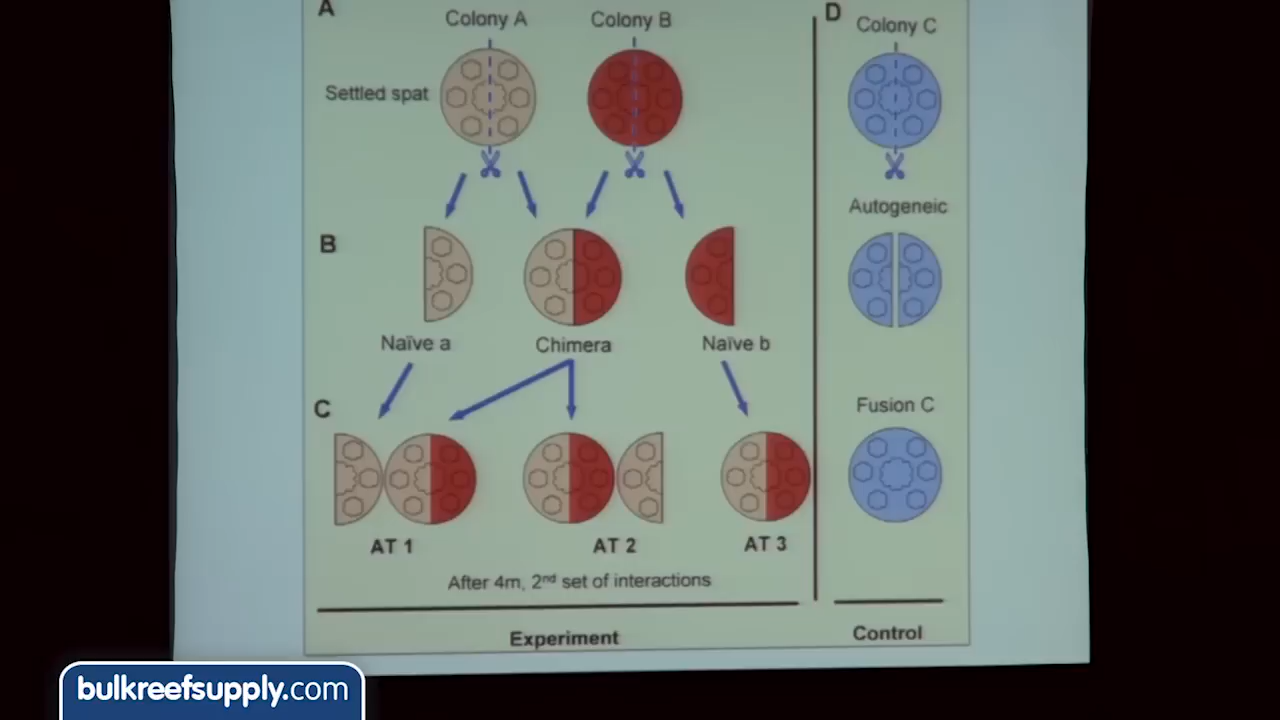 A
Colony A
Colony B
D
Colony C
Settled spat
Autogeneic
B
Naïve a
Chimera
Naïve b
Fusion C
C
AT 1
AT 2
AT 3
After 4m, 2nd set of interactions
Experiment
Control
bulkreefsupply.com